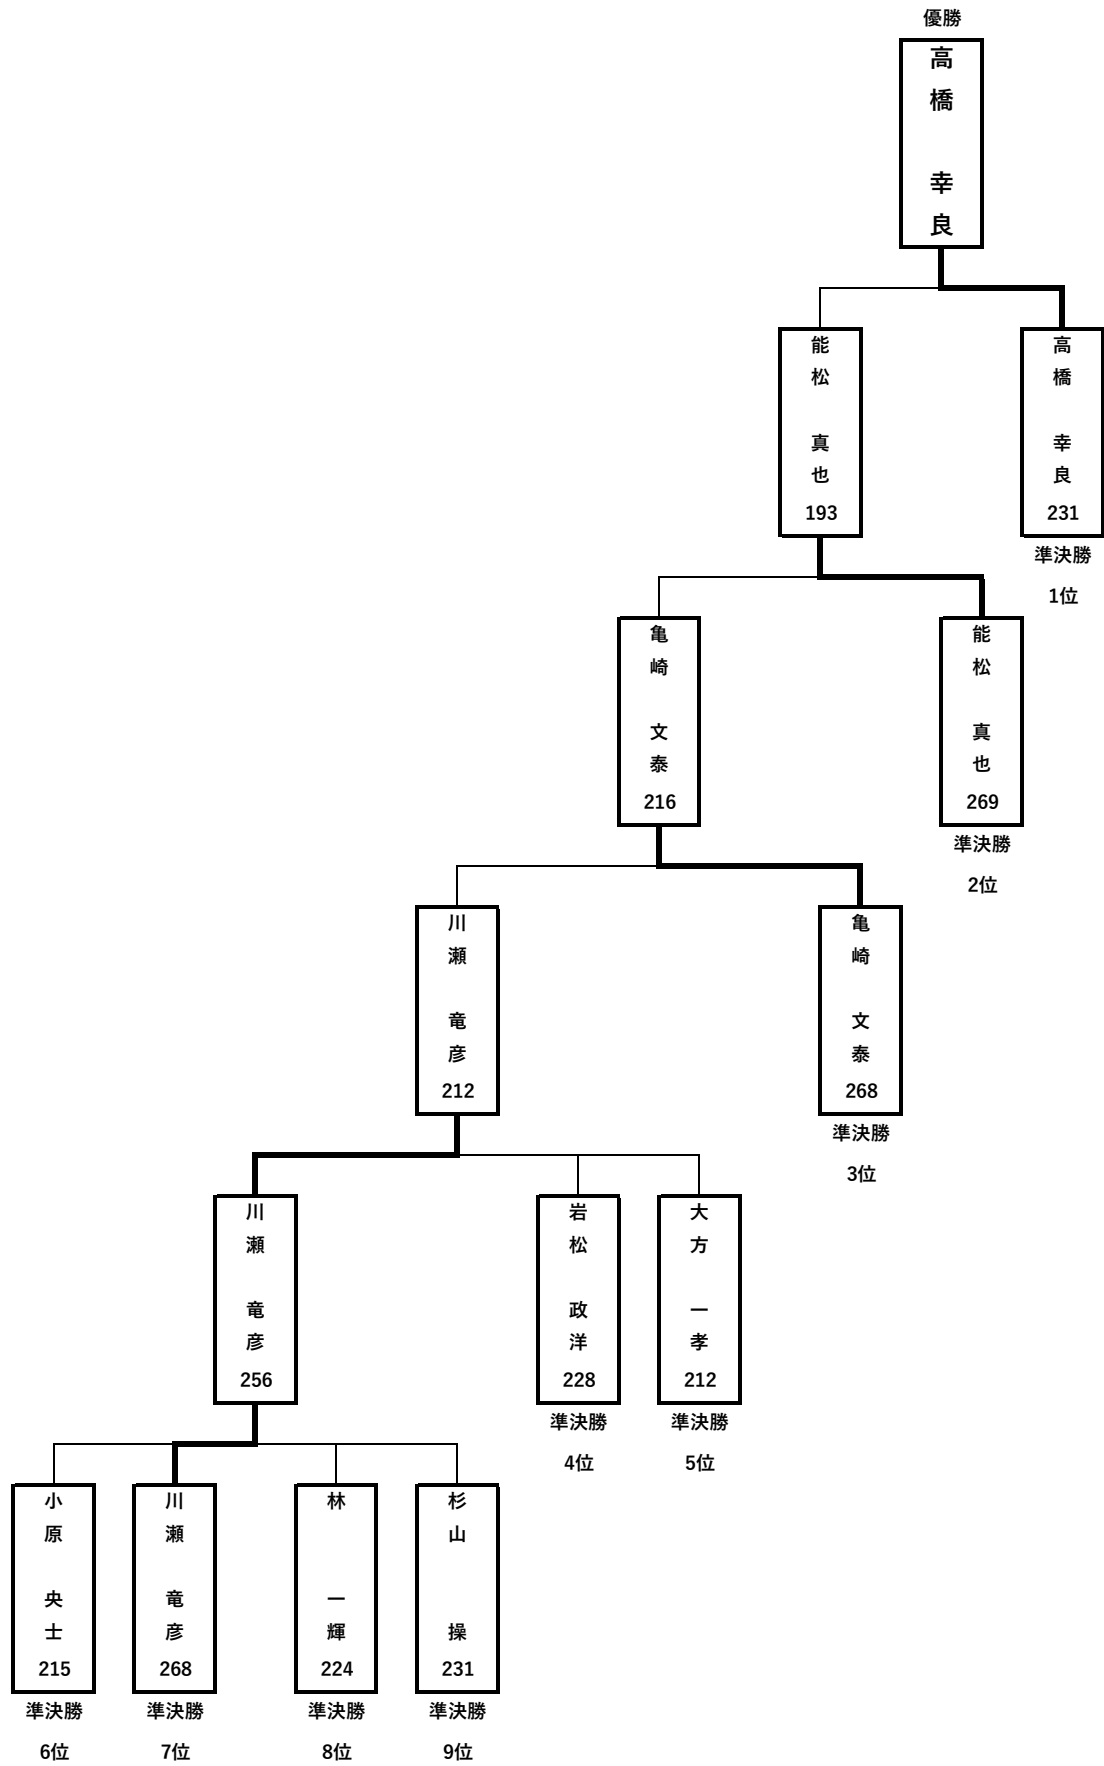 優勝
高橋 幸良
能松 真也
193
高橋 幸良
231
準決勝
1位
亀崎 文泰
216
能松 真也
269
準決勝
2位
川瀬 竜彦
212
亀崎 文泰
268
準決勝
3位
川瀬 竜彦
256
岩松 政洋
228
準決勝
4位
大方 一孝
212
準決勝
5位
小原 央士
215
準決勝
6位
川瀬 竜彦
268
準決勝
7位
林 一輝
224
準決勝
8位
杉山 操
231
準決勝
9位